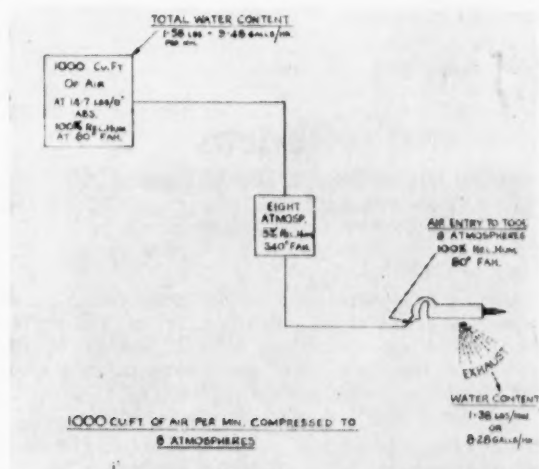 TOTAL WATER CONTENT
1·58 LBS = 9·48 GALLS/HR.
PER MIN.
1000 CU.FT
OF AIR
AT 14·7 LBS/□"
ABS.
100% REL.HUM.
AT 80° FAH.
EIGHT
ATMOSP.
5% REL.HUM
340° FAH.
AIR ENTRY TO TOOL
8 ATMOSPHERES
100% REL.HUM.
80° FAH.
EXHAUST
WATER CONTENT
1·38 LBS/MIN
OR
8·28 GALLS/HR
1000 CU FT OF AIR PER MIN. COMPRESSED TO
8 ATMOSPHERES